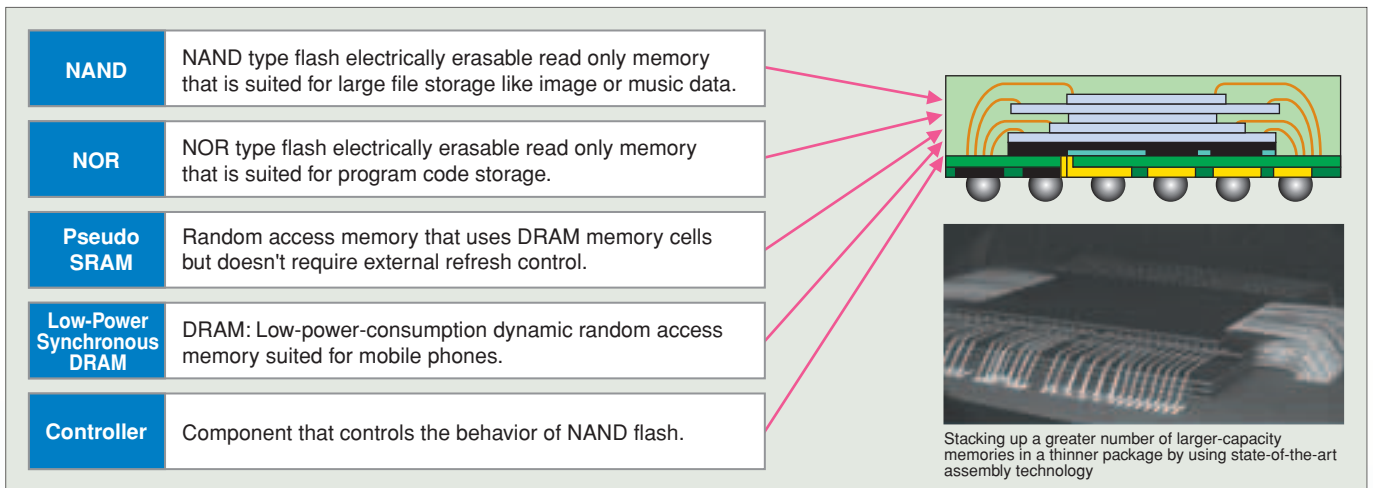 NAND
NAND type flash electrically erasable read only memory
that is suited for large file storage like image or music data.
NOR
NOR type flash electrically erasable read only memory
that is suited for program code storage.
Pseudo
SRAM
Random access memory that uses DRAM memory cells
but doesn't require external refresh control.
Low-Power
Synchronous
DRAM
DRAM: Low-power-consumption dynamic random access
memory suited for mobile phones.
Controller
Component that controls the behavior of NAND flash.
Stacking up a greater number of larger-capacity
memories in a thinner package by using state-of-the-art
assembly technology